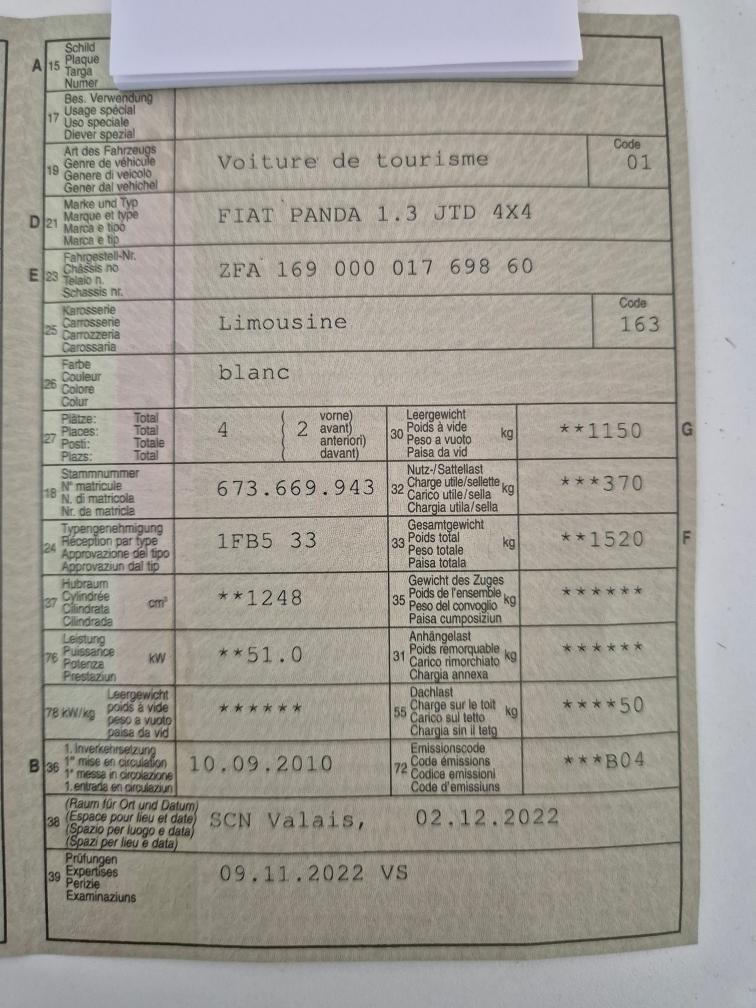 A 15 Schild
Plaque
Targa
Numer
17 Bes. Verwendung
Usage spécial
Uso speciale
Diever spezial
19 Art des Fahrzeugs
Genre de véhicule
Genere di veicolo
Gener dal vehichel
Voiture de tourisme
Code
01
D 21 Marke und Typ
Marque et type
Marca e tipo
Marca e tip
FIAT PANDA 1.3 JTD 4X4
E 23 Fahrgestell-Nr.
Châssis no
Telaio n.
Schassis nr.
ZFA 169 000 017 698 60
25 Karosserie
Carrosserie
Carrozzeria
Carossaria
Limousine
Code
163
26 Farbe
Couleur
Colore
Colur
blanc
27 Plätze: Total
Places: Total
Posti: Totale
Plazs: Total
4 ( 2 vorne)
avant)
anteriori)
davant)
30 Leergewicht
Poids à vide
Peso a vuoto
Paisa da vid
kg **1150 G
18 Stammnummer
N° matricule
N. di matricola
Nr. da matricla
673.669.943
32 Nutz-/Sattellast
Charge utile/sellette
Carico utile/sella
Chargia utila/sella
kg ***370
24 Typengenehmigung
Réception par type
Approvazione del tipo
Approvaziun dal tip
1FB5 33
33 Gesamtgewicht
Poids total
Peso totale
Paisa totala
kg **1520 F
37 Hubraum
Cylindrée
Cilindrata
Cilindrada
cm³ **1248
35 Gewicht des Zuges
Poids de l'ensemble
Peso del convoglio
Paisa cumposiziun
kg ******
76 Leistung
Puissance
Potenza
Prestaziun
kW **51.0
31 Anhängelast
Poids remorquable
Carico rimorchiato
Chargia annexa
kg ******
78 kW/kg Leergewicht
poids à vide
peso a vuoto
paisa da vid
******
55 Dachlast
Charge sur le toit
Carico sul tetto
Chargia sin il tetg
kg ****50
B 36 1. Inverkehrsetzung
1re mise en circulation
1a messa in circolazione
1. entrada en circulaziun
10.09.2010
72 Emissionscode
Code émissions
Codice emissioni
Code d'emissiuns
***B04
38 (Raum für Ort und Datum)
(Espace pour lieu et date)
(Spazio per luogo e data)
(Spazi per lieu e data)
SCN Valais, 02.12.2022
39 Prüfungen
Expertises
Perizie
Examinaziuns
09.11.2022 VS